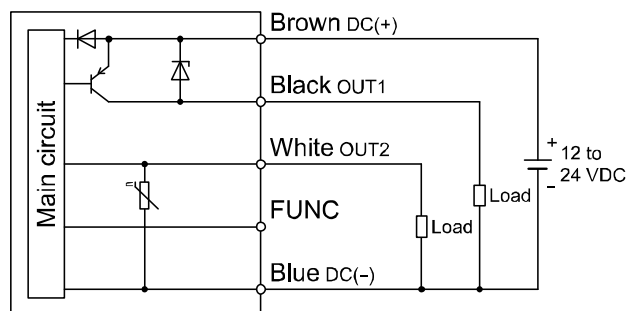 Main circuit
Brown DC(+)
Black OUT1
White OUT2
n
FUNC
Blue DC(−)
Load
Load
+
12 to
24 VDC
−